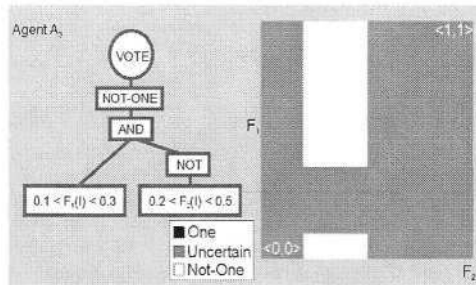 Agent A₃
VOTE
NOT-ONE
AND
NOT
0.1 < F₁(I) < 0.3
0.2 < F₂(I) < 0.5
One
Uncertain
Not-One
<1,1>
F₁
<0,0>
F₂